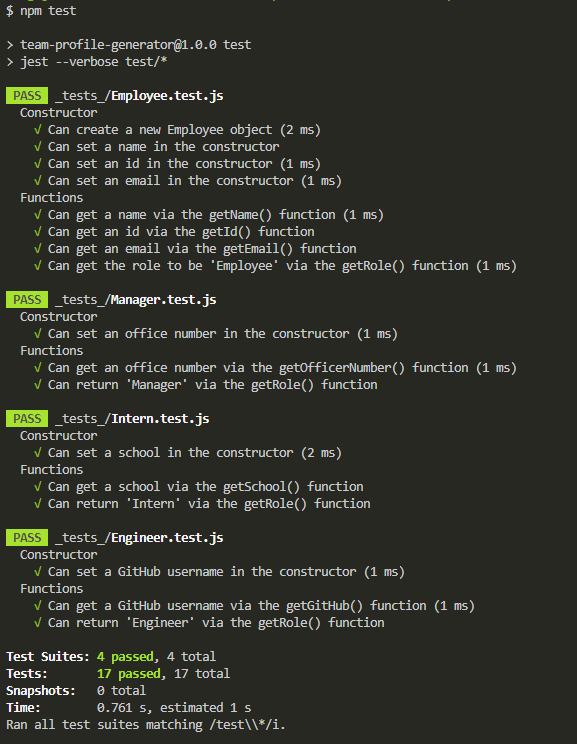 $ npm test
> team-profile-generator@1.0.0 test
> jest --verbose test/*
PASS _tests_/Employee.test.js
Constructor
√ Can create a new Employee object (2 ms)
√ Can set a name in the constructor
√ Can set an id in the constructor (1 ms)
√ Can set an email in the constructor (1 ms)
Functions
√ Can get a name via the getName() function (1 ms)
√ Can get an id via the getId() function
√ Can get an email via the getEmail() function
√ Can get the role to be 'Employee' via the getRole() function (1 ms)
PASS _tests_/Manager.test.js
Constructor
√ Can set an office number in the constructor (1 ms)
Functions
√ Can get an office number via the getOfficerNumber() function (1 ms)
√ Can return 'Manager' via the getRole() function
PASS _tests_/Intern.test.js
Constructor
√ Can set a school in the constructor (2 ms)
Functions
√ Can get a school via the getSchool() function
√ Can return 'Intern' via the getRole() function
PASS _tests_/Engineer.test.js
Constructor
√ Can set a GitHub username in the constructor (1 ms)
Functions
√ Can get a GitHub username via the getGitHub() function (1 ms)
√ Can return 'Engineer' via the getRole() function
Test Suites: 4 passed, 4 total
Tests: 17 passed, 17 total
Snapshots: 0 total
Time: 0.761 s, estimated 1 s
Ran all test suites matching /test\\*/i.